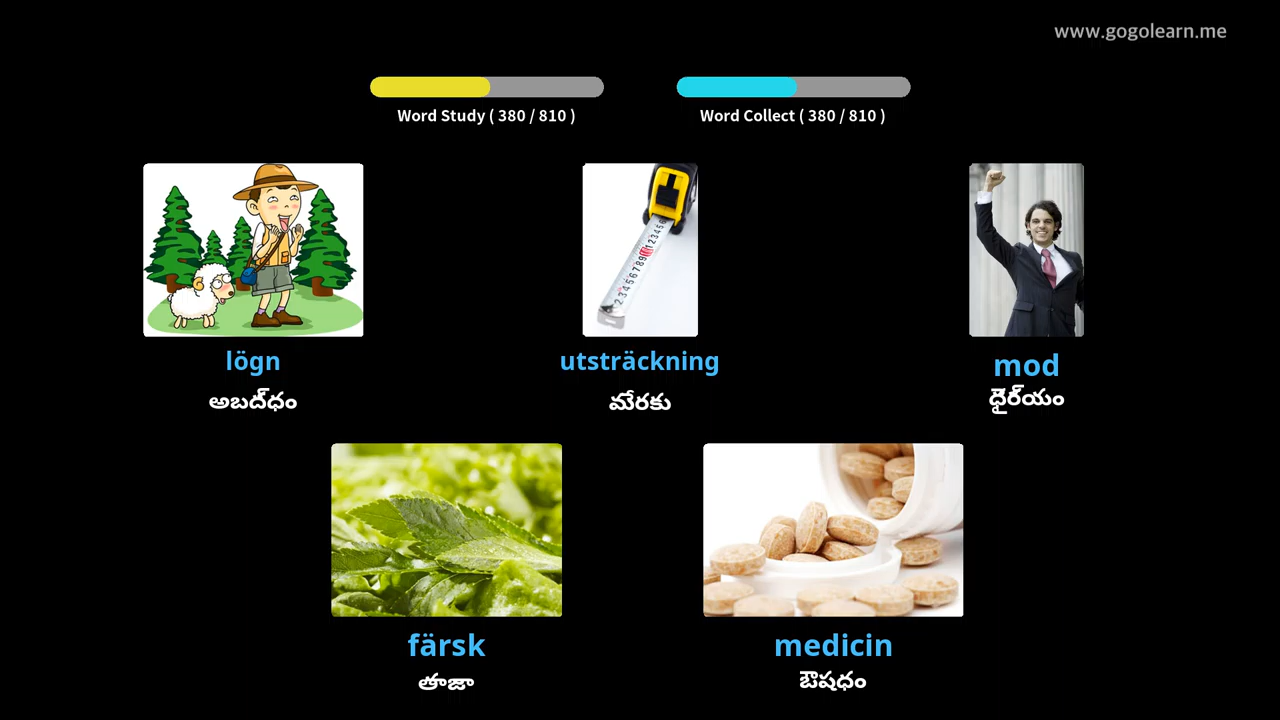 www.gogolearn.me
Word Study ( 380 / 810 )
Word Collect ( 380 / 810 )
lögn
utsträckning
mod
అబద్ధం
మేరకు
ధైర్యం
färsk
medicin
తాజా
ఔషధం